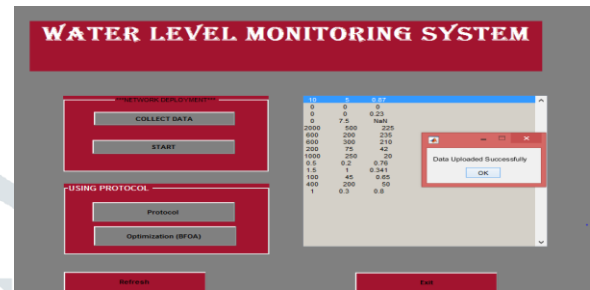 WATER LEVEL MONITORING SYSTEM
***NETWORK DEPLOYMENT***
COLLECT DATA
START
USING PROTOCOL
Protocol
Optimization (BFOA)
Refresh
10 5 0.87
0 0 0
0 0 0.23
0 7.5 NaN
2000 500 225
600 200 235
600 300 210
200 75 42
1000 250 20
0.5 0.2 0.76
1.5 1 0.341
100 45 0.65
400 200 50
1 0.3 0.8
Data Uploaded Successfully
OK
Exit